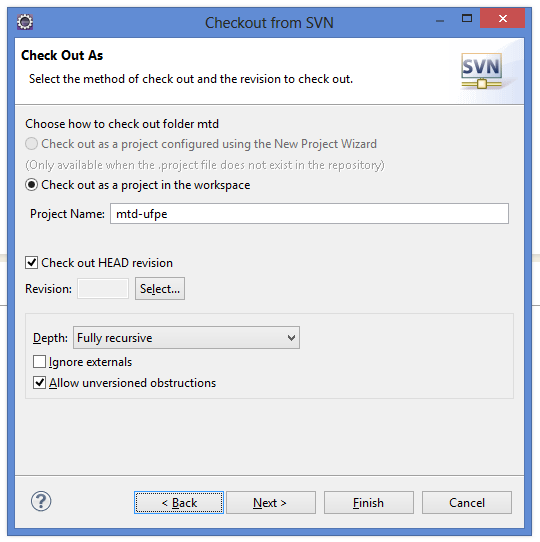 Checkout from SVN
Check Out As
Select the method of check out and the revision to check out.
SVN
Choose how to check out folder mtd
Check out as a project configured using the New Project Wizard
(Only available when the .project file does not exist in the repository)
Check out as a project in the workspace
Project Name: mtd-ufpe
Check out HEAD revision
Revision: Select...
Depth: Fully recursive
Ignore externals
Allow unversioned obstructions
? < Back Next > Finish Cancel